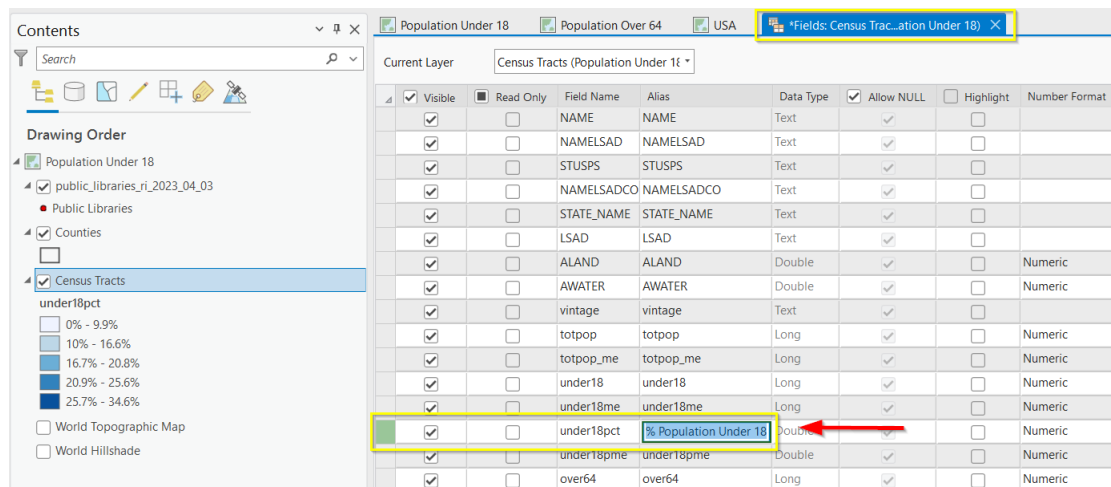 Contents
Search
Drawing Order
Population Under 18
public_libraries_ri_2023_04_03
Public Libraries
Counties
Census Tracts
under18pct
0% - 9.9%
10% - 16.6%
16.7% - 20.8%
20.9% - 25.6%
25.7% - 34.6%
World Topographic Map
World Hillshade
Population Under 18 Population Over 64 USA *Fields: Census Trac...ation Under 18)
Current Layer Census Tracts (Population Under 18
Visible Read Only Field Name Alias Data Type Allow NULL Highlight Number Format
NAME NAME Text
NAMELSAD NAMELSAD Text
STUSPS STUSPS Text
NAMELSADCO NAMELSADCO Text
STATE_NAME STATE_NAME Text
LSAD LSAD Text
ALAND ALAND Double Numeric
AWATER AWATER Double Numeric
vintage vintage Text
totpop totpop Long Numeric
totpop_me totpop_me Long Numeric
under18 under18 Long Numeric
under18me under18me Long Numeric
under18pct % Population Under 18 Double Numeric
under18pme under18pme Double Numeric
over64 over64 Long Numeric